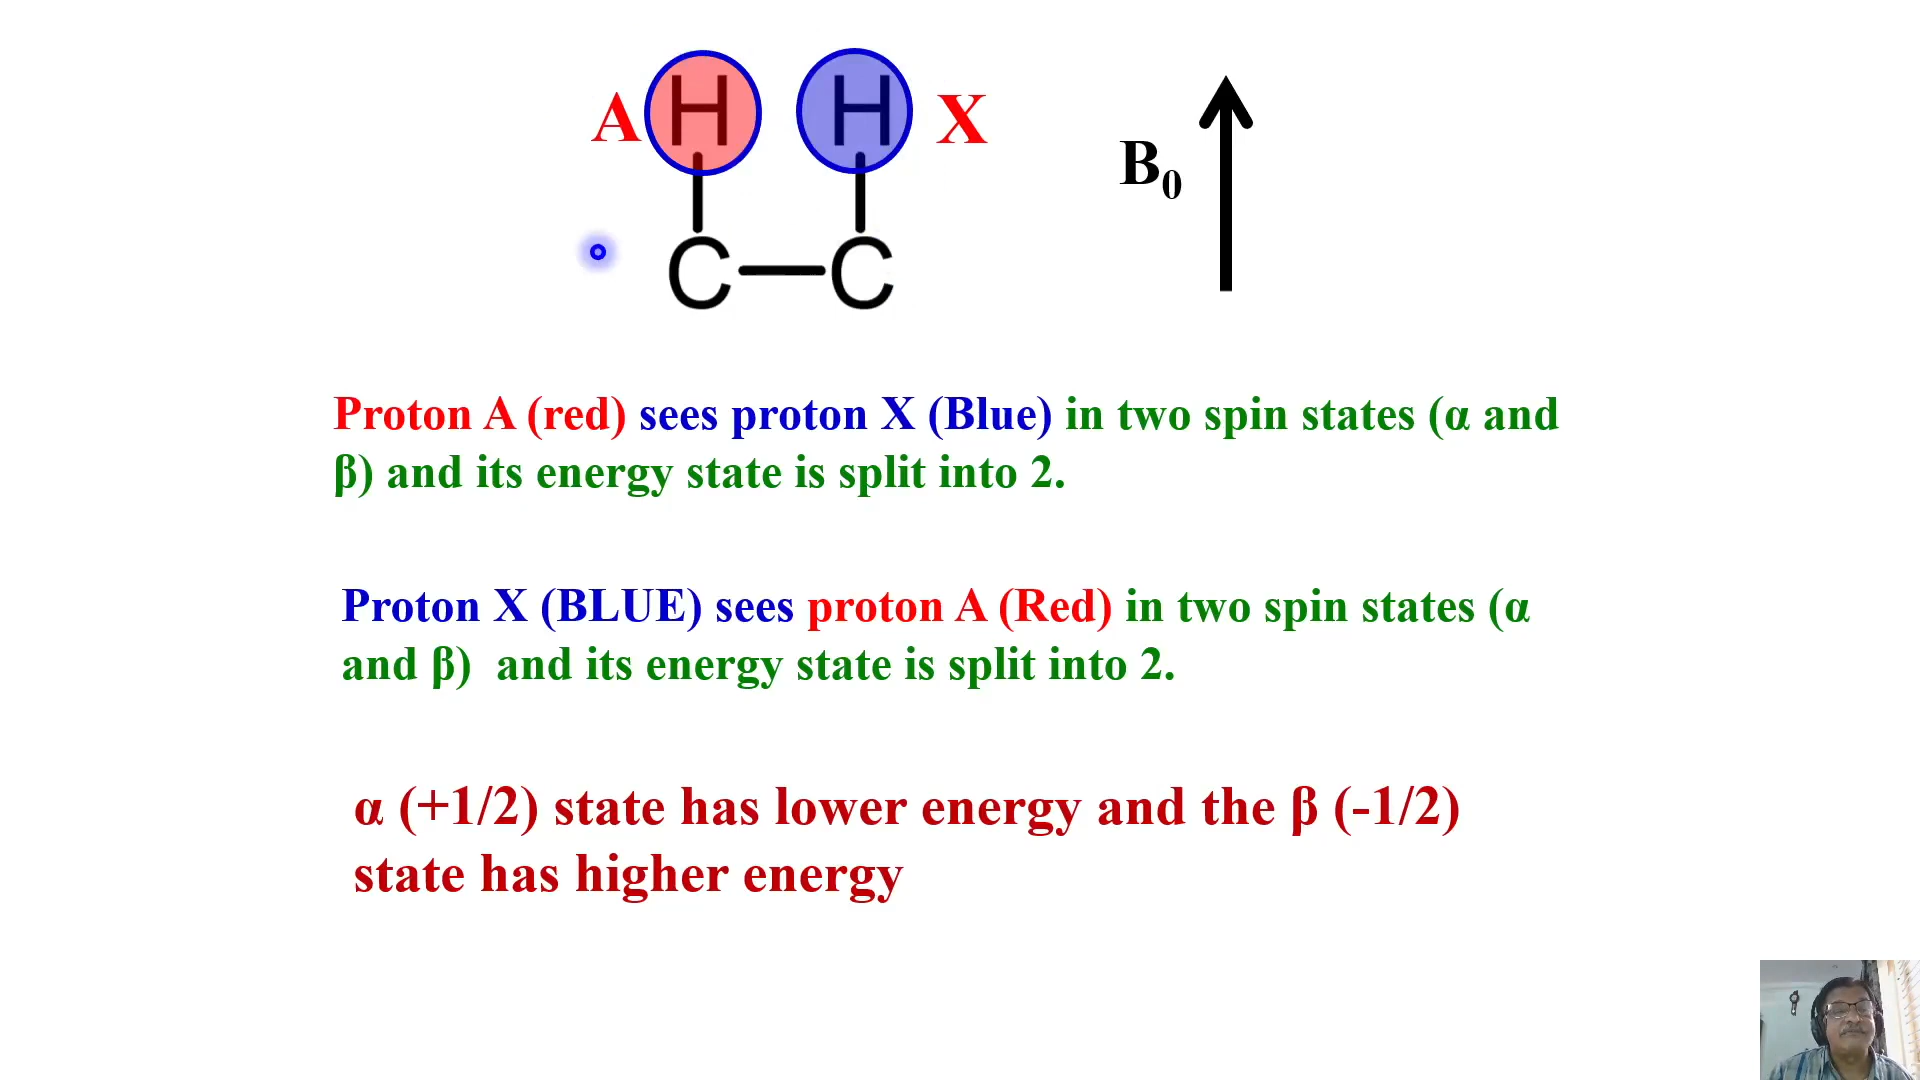 A H H X
B₀
C C
Proton A (red) sees proton X (Blue) in two spin states (α and
β) and its energy state is split into 2.
Proton X (BLUE) sees proton A (Red) in two spin states (α
and β) and its energy state is split into 2.
α (+1/2) state has lower energy and the β (-1/2)
state has higher energy